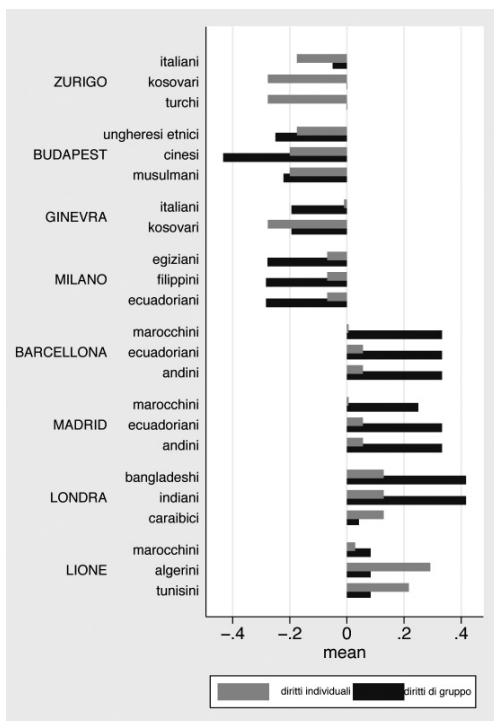 italiani
ZURIGO kosovari
turchi
ungheresi etnici
BUDAPEST cinesi
musulmani
italiani
GINEVRA
kosovari
egiziani
MILANO filippini
ecuadoriani
marocchini
BARCELLONA ecuadoriani
andini
marocchini
MADRID ecuadoriani
andini
bangladeshi
LONDRA indiani
caraibici
marocchini
LIONE algerini
tunisini
-.4 -.2 0 .2 .4
mean
diritti individuali diritti di gruppo